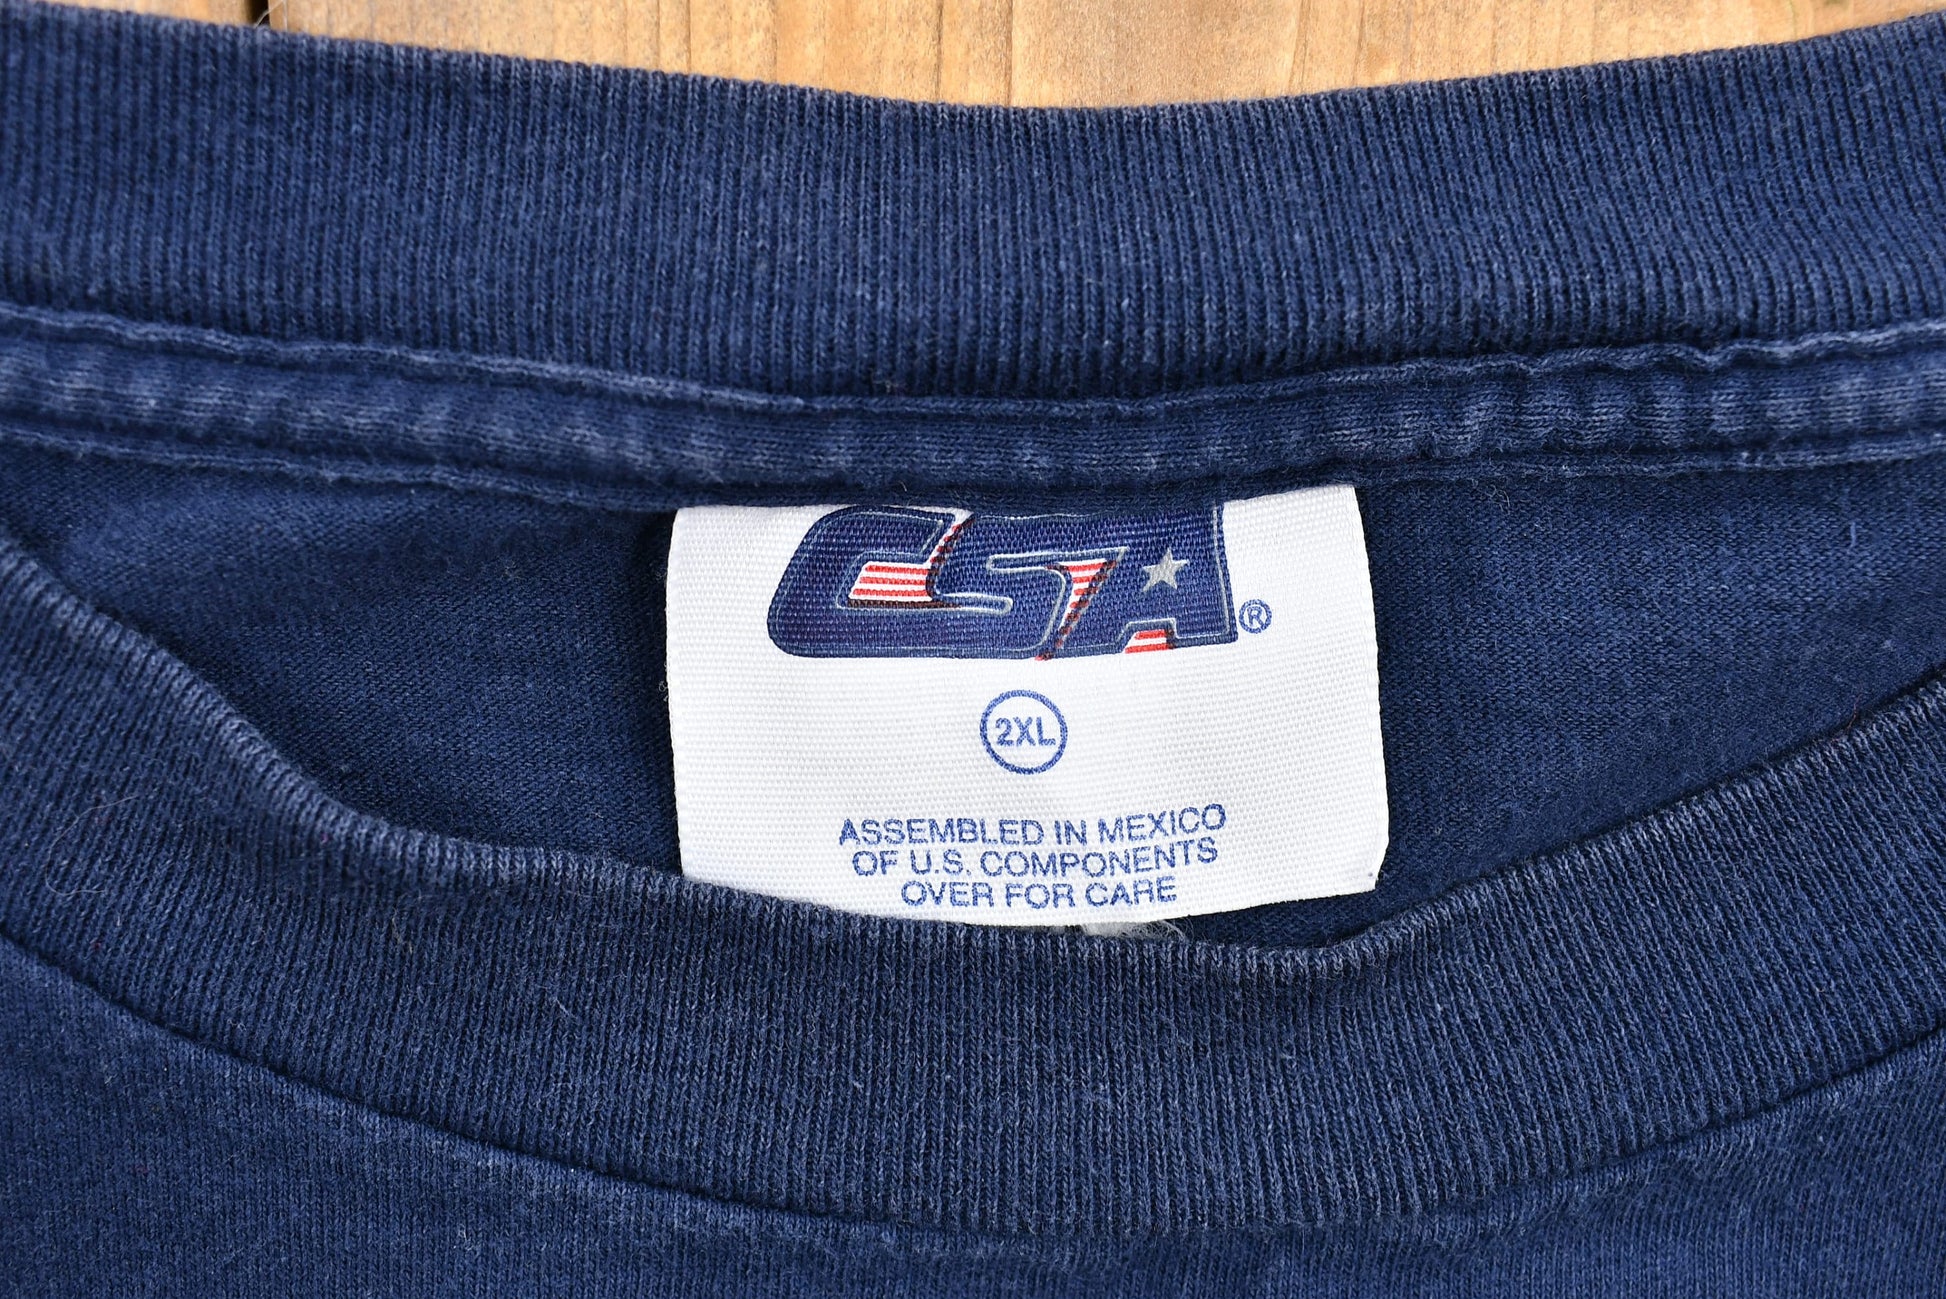 CSA®
2XL
ASSEMBLED IN MEXICO
OF U.S. COMPONENTS
OVER FOR CARE